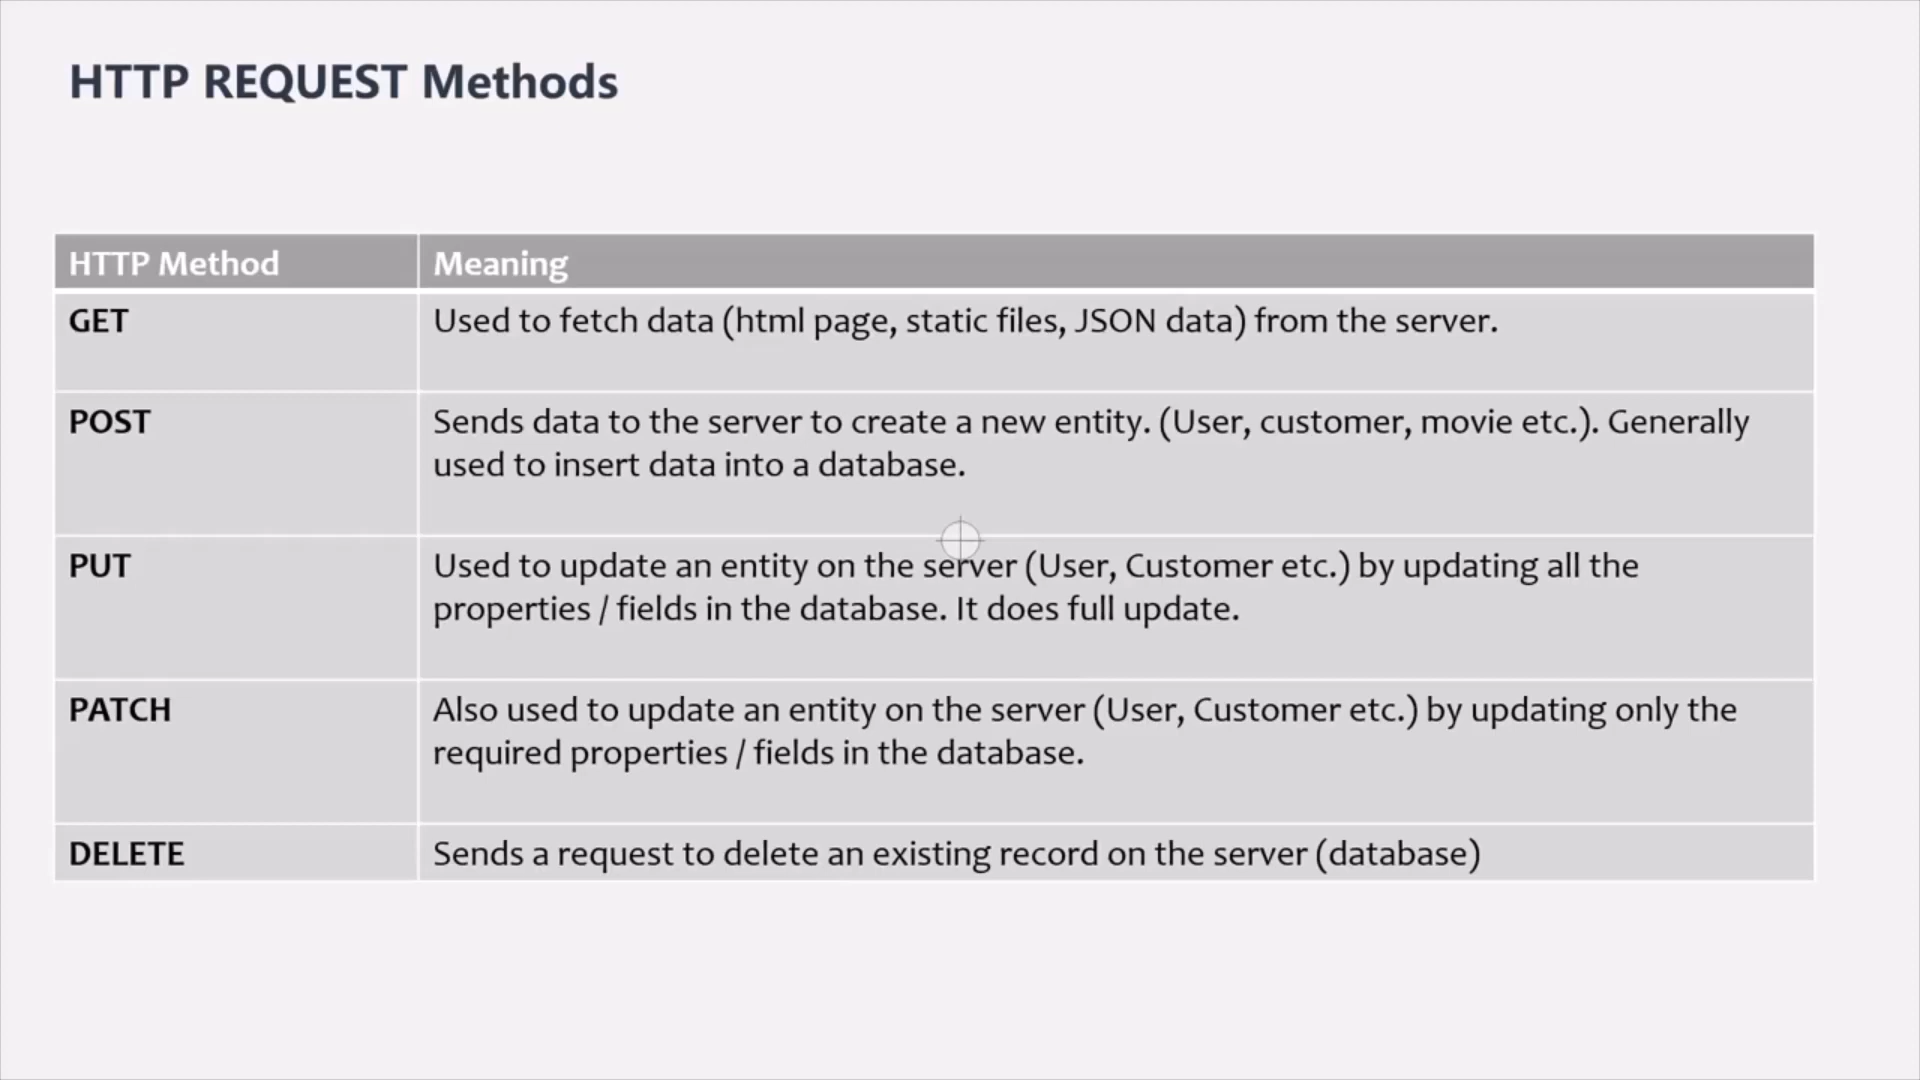 HTTP REQUEST Methods
HTTP Method Meaning
GET Used to fetch data (html page, static files, JSON data) from the server.
POST Sends data to the server to create a new entity. (User, customer, movie etc.). Generally
used to insert data into a database.
PUT Used to update an entity on the server (User, Customer etc.) by updating all the
properties / fields in the database. It does full update.
PATCH Also used to update an entity on the server (User, Customer etc.) by updating only the
required properties / fields in the database.
DELETE Sends a request to delete an existing record on the server (database)